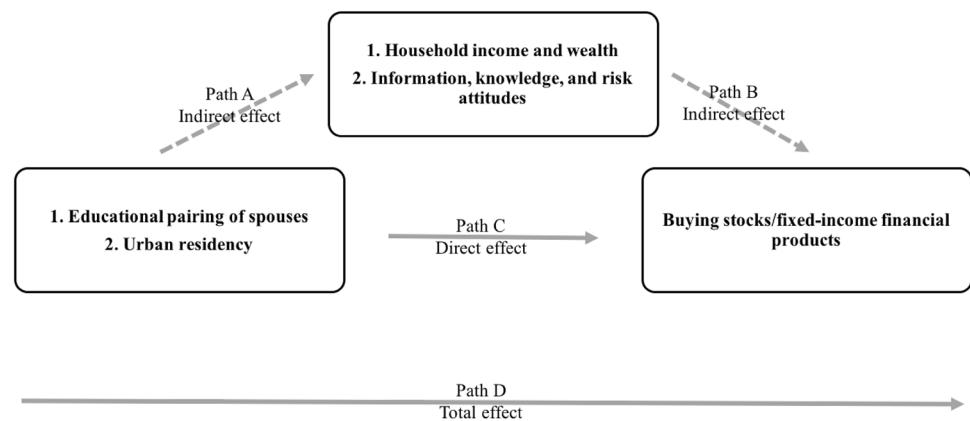 1. Household income and wealth
2. Information, knowledge, and risk
attitudes
Path A
Indirect effect
Path B
Indirect effect
1. Educational pairing of spouses
2. Urban residency
Path C
Direct effect
Buying stocks/fixed-income financial
products
Path D
Total effect